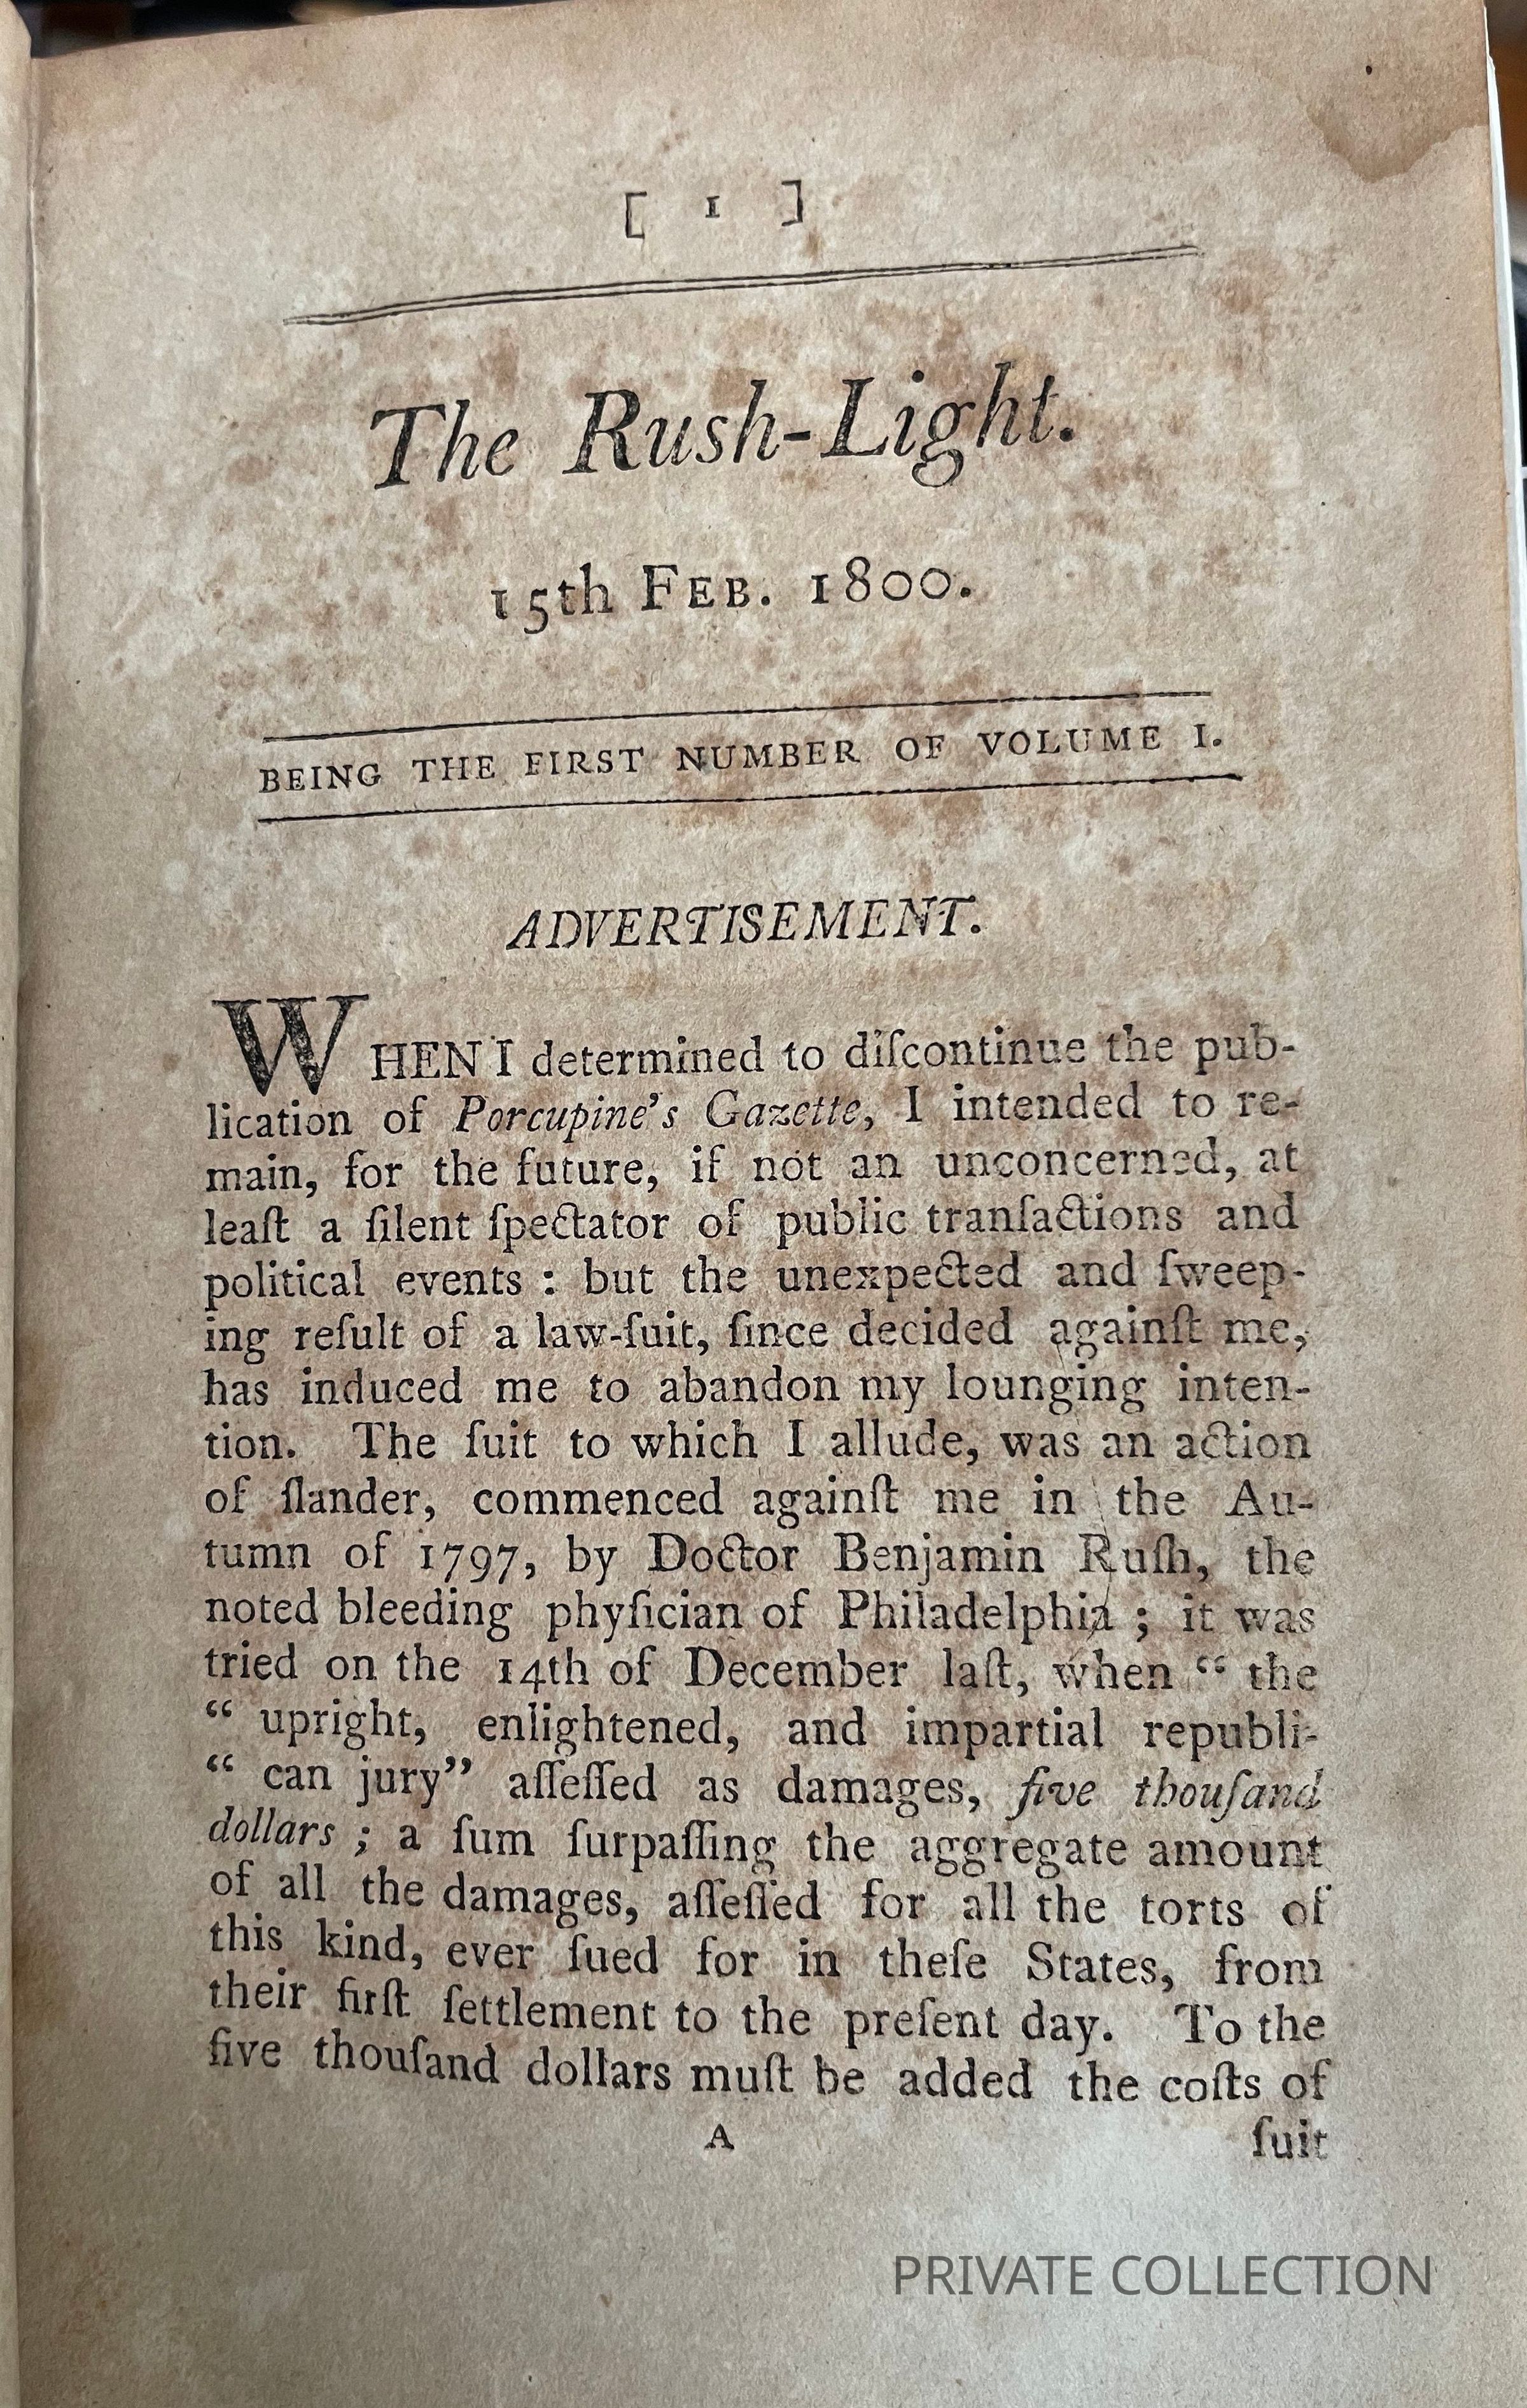 [ 1 ]
The Rush-Light.
15th FEB. 1800.
BEING THE FIRST NUMBER OF VOLUME I.
ADVERTISEMENT.
WHEN I determined to diſcontinue the pub-
lication of Porcupine's Gazette, I intended to re-
main, for the future, if not an unconcerned, at
leaſt a ſilent ſpectator of public tranſactions and
political events : but the unexpected and ſweep-
ing reſult of a law-ſuit, ſince decided againſt me,
has induced me to abandon my lounging inten-
tion. The ſuit to which I allude, was an action
of ſlander, commenced againſt me in the Au-
tumn of 1797, by Doctor Benjamin Ruſh, the
noted bleeding phyſician of Philadelphia ; it was
tried on the 14th of December laſt, when “ the
“ upright, enlightened, and impartial republi-
“ can jury” aſſeſſed as damages, five thouſand
dollars ; a ſum ſurpaſſing the aggregate amount
of all the damages, aſſeſſed for all the torts of
this kind, ever ſued for in theſe States, from
their firſt ſettlement to the preſent day. To the
five thouſand dollars muſt be added the coſts of
A ſuit
PRIVATE COLLECTION